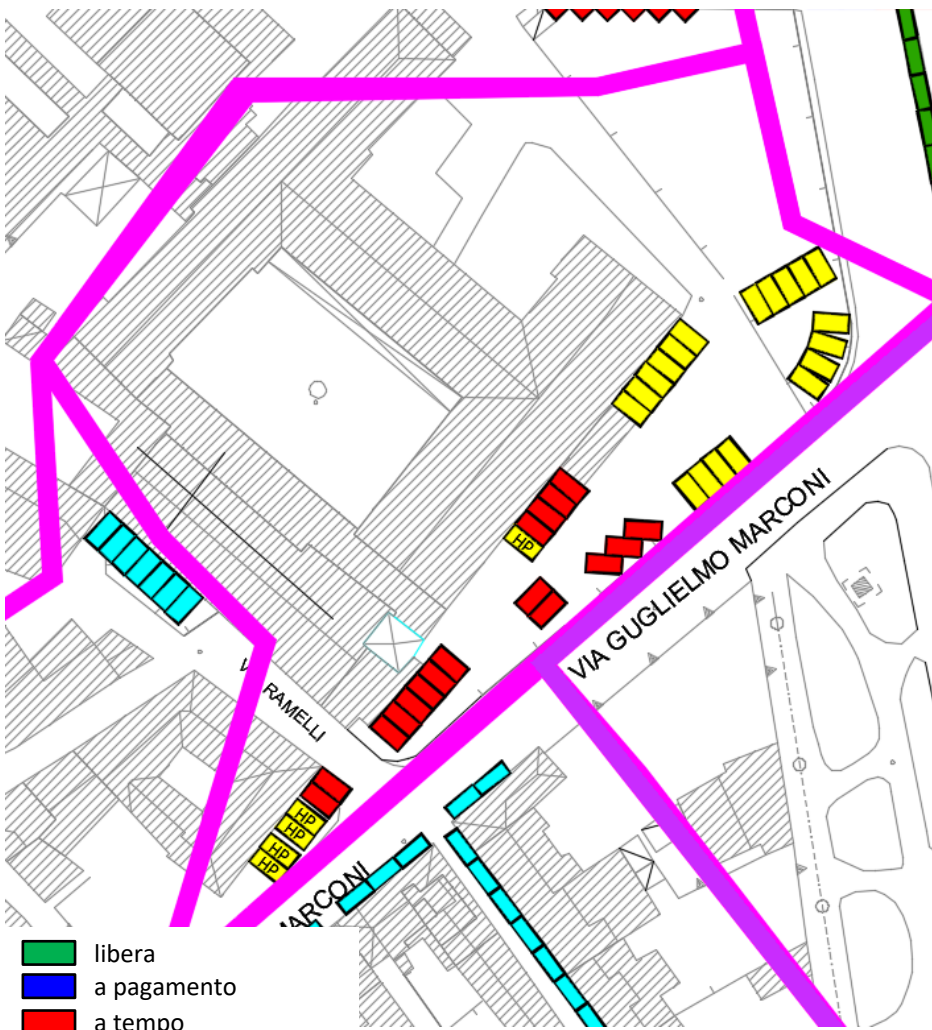 HP
VIA GUGLIELMO MARCONI
RAMELLI
HP
HP
HP
HP
MARCONI
libera
a pagamento
a tempo